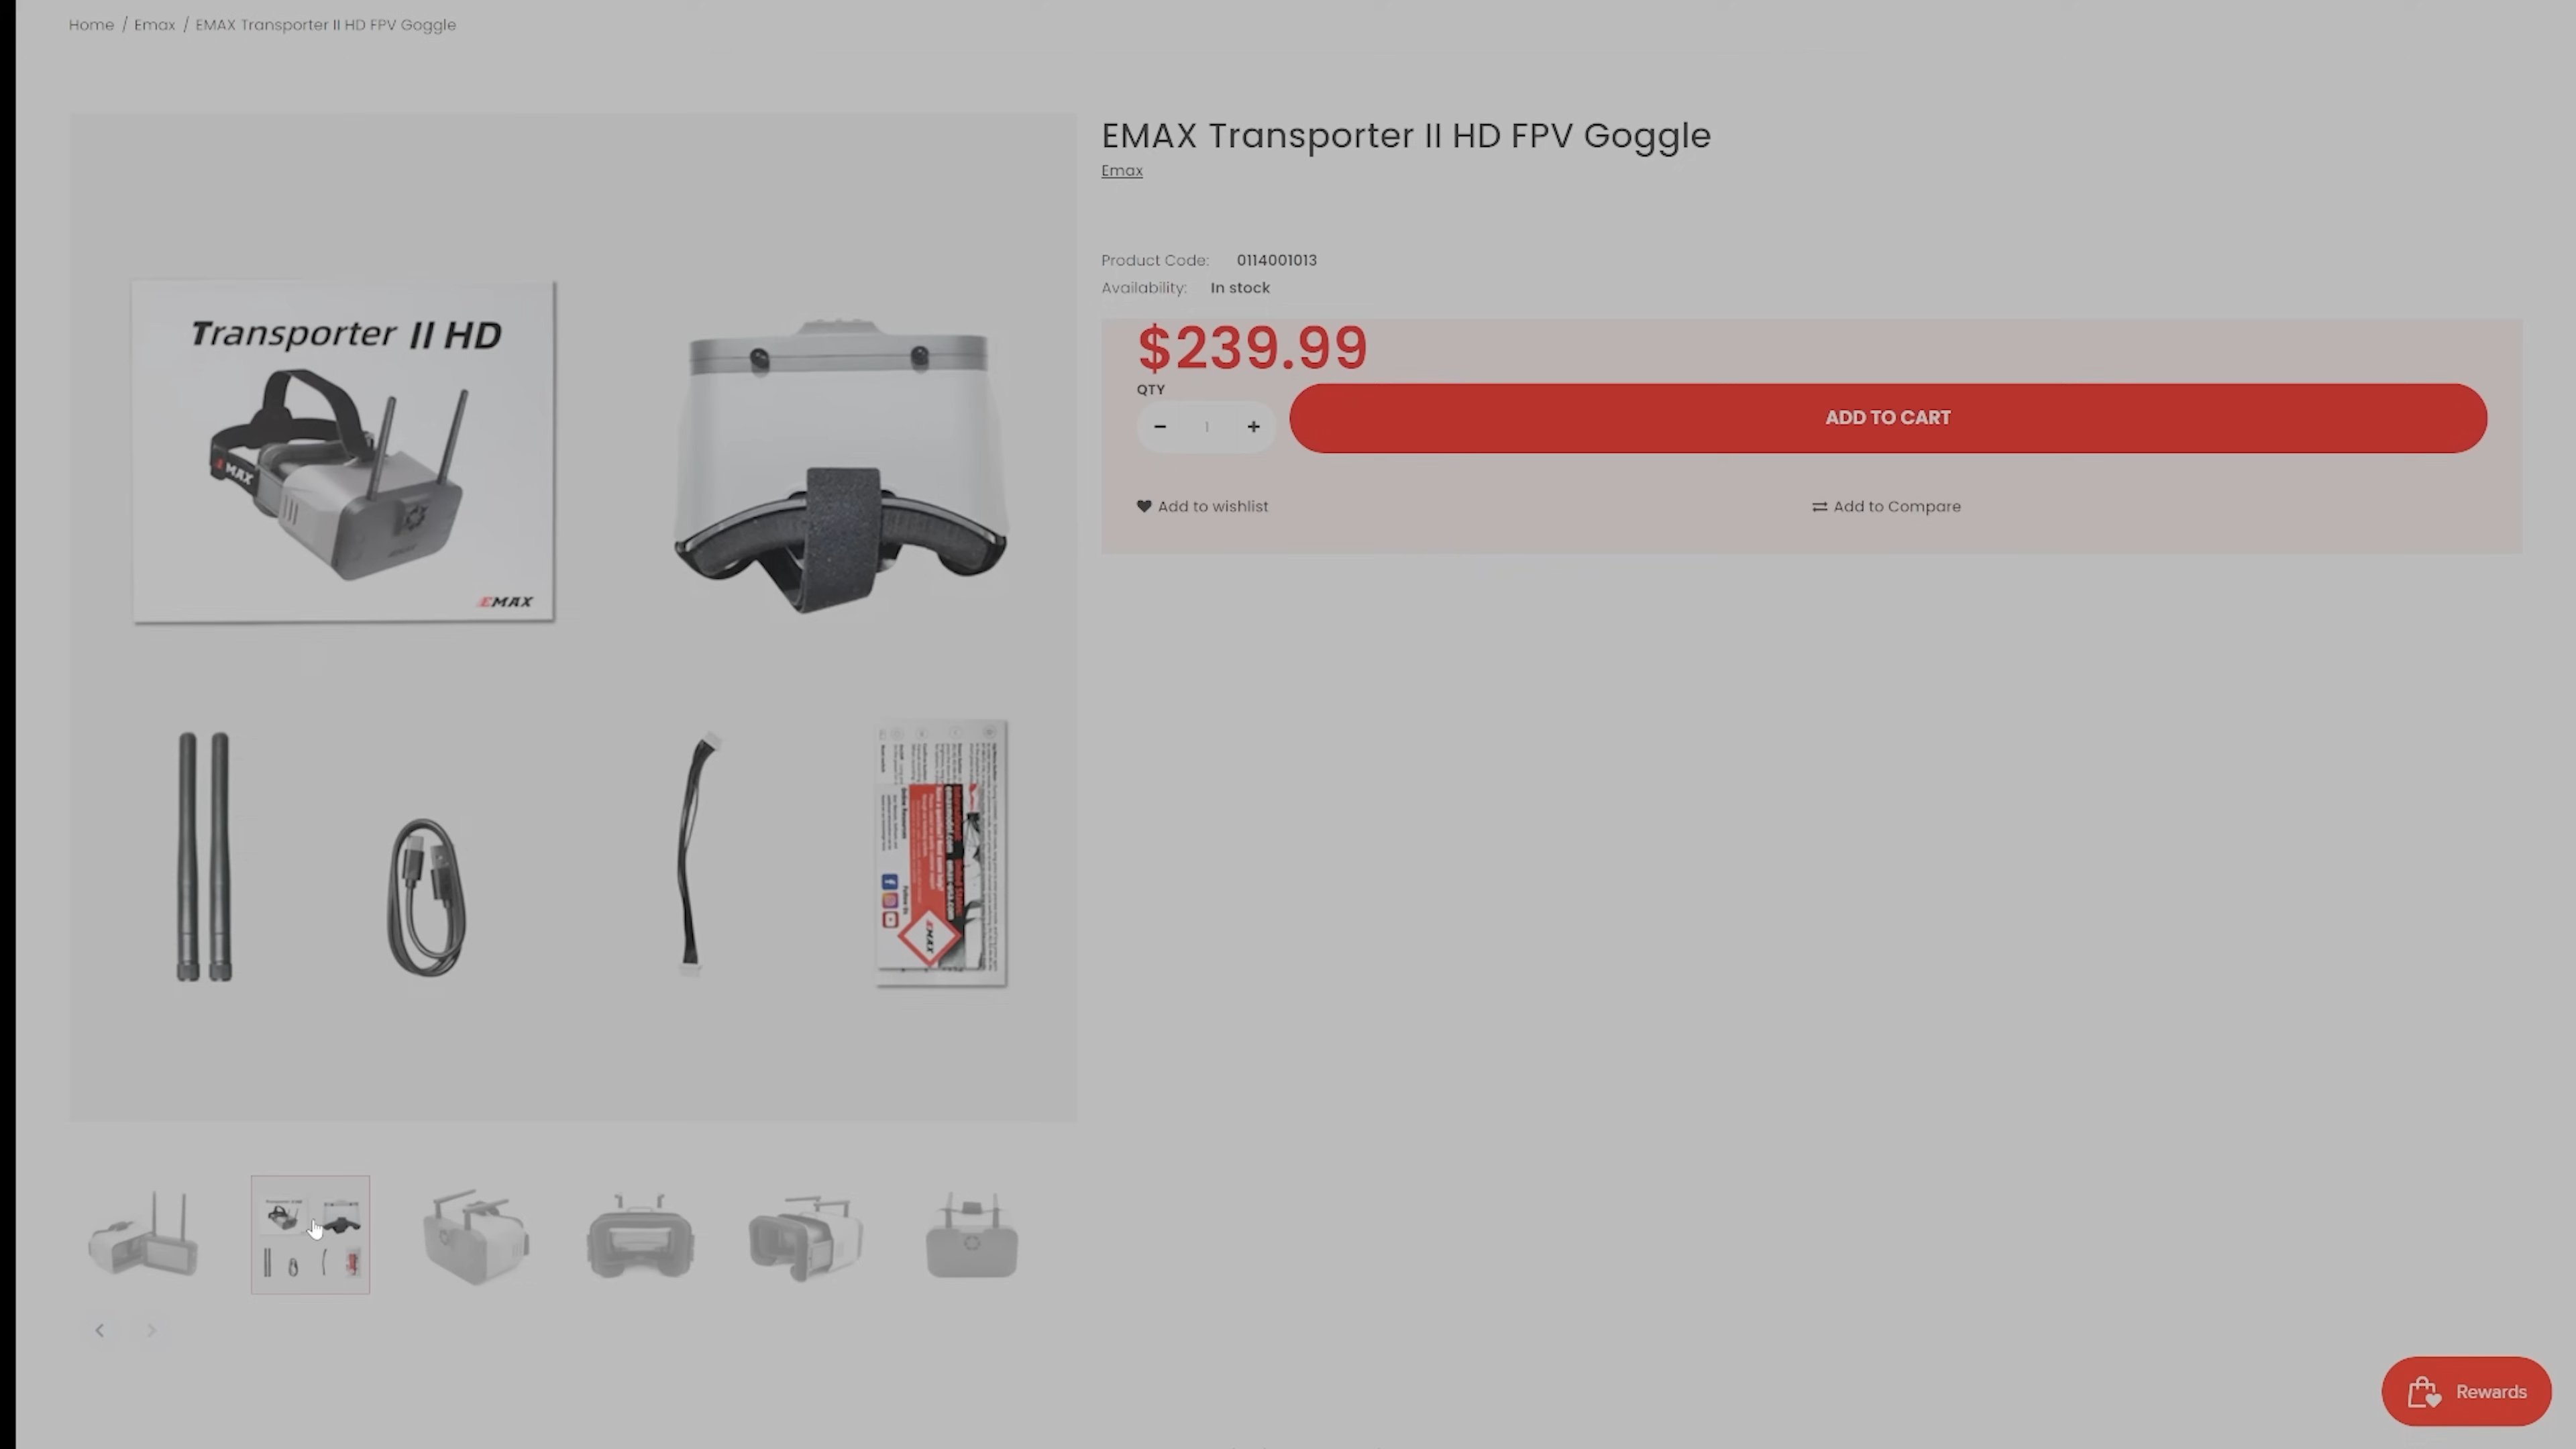 Home / Emax / EMAX Transporter II HD FPV Goggle
EMAX Transporter II HD FPV Goggle
Emax
Product Code: 0114001013
Availability: In stock
$239.99
QTY
− 1 +
ADD TO CART
Add to wishlist
Add to Compare
Transporter II HD
EMAX
EMAX
EMAX
Rewards